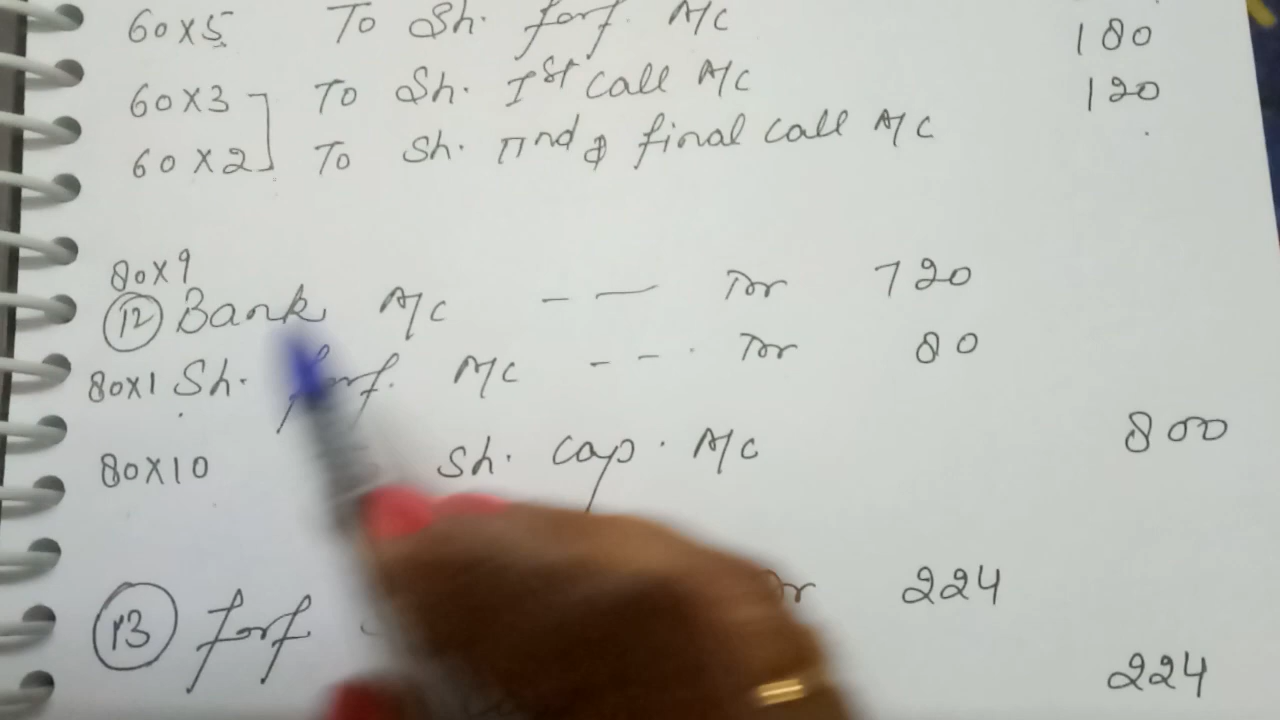 60x5 To Sh. forf. A/c
180
60x3 To Sh. Ist call A/c 120
60x2 To Sh. IInd & final call A/c
80x9
12 Bank A/c -- Dr 720
80x1 Sh. forf. A/c --- Dr 80
80x10 Sh. cap. A/c 800
13 forf 224
224